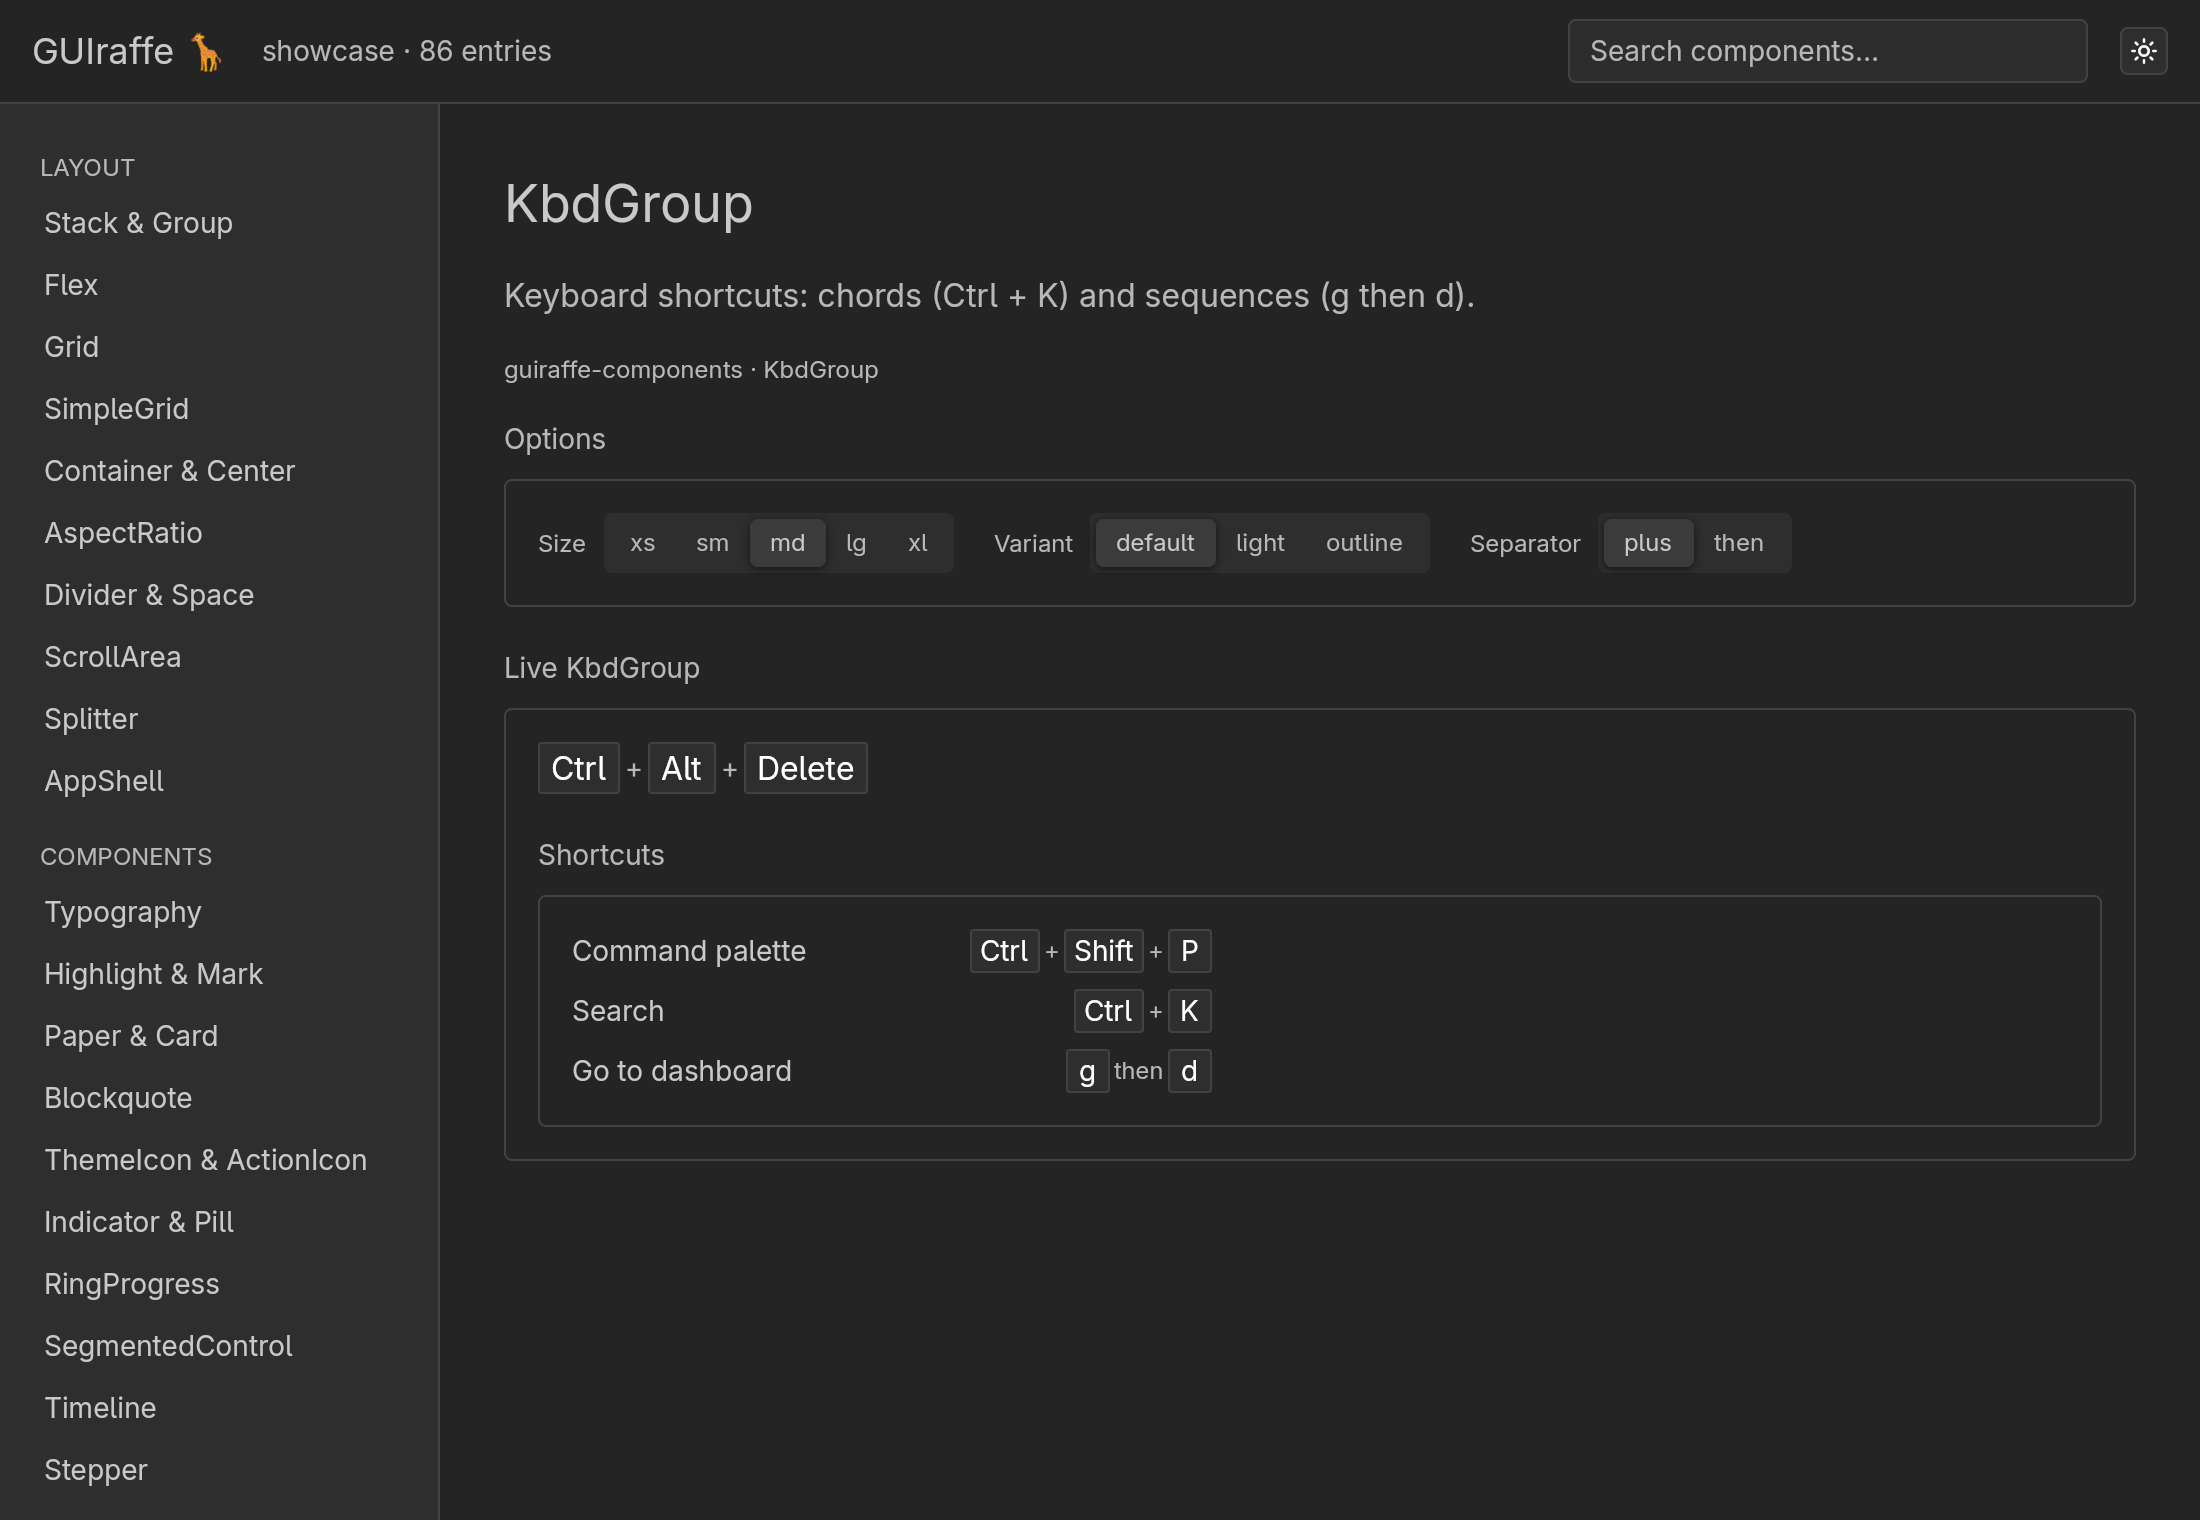 GUIraffe 🦒 showcase · 86 entries Search components...
LAYOUT
Stack & Group
Flex
Grid
SimpleGrid
Container & Center
AspectRatio
Divider & Space
ScrollArea
Splitter
AppShell
COMPONENTS
Typography
Highlight & Mark
Paper & Card
Blockquote
ThemeIcon & ActionIcon
Indicator & Pill
RingProgress
SegmentedControl
Timeline
Stepper
KbdGroup
Keyboard shortcuts: chords (Ctrl + K) and sequences (g then d).
guiraffe-components · KbdGroup
Options
Size xs sm md lg xl Variant default light outline Separator plus then
Live KbdGroup
Ctrl + Alt + Delete
Shortcuts
Command palette Ctrl + Shift + P
Search Ctrl + K
Go to dashboard g then d